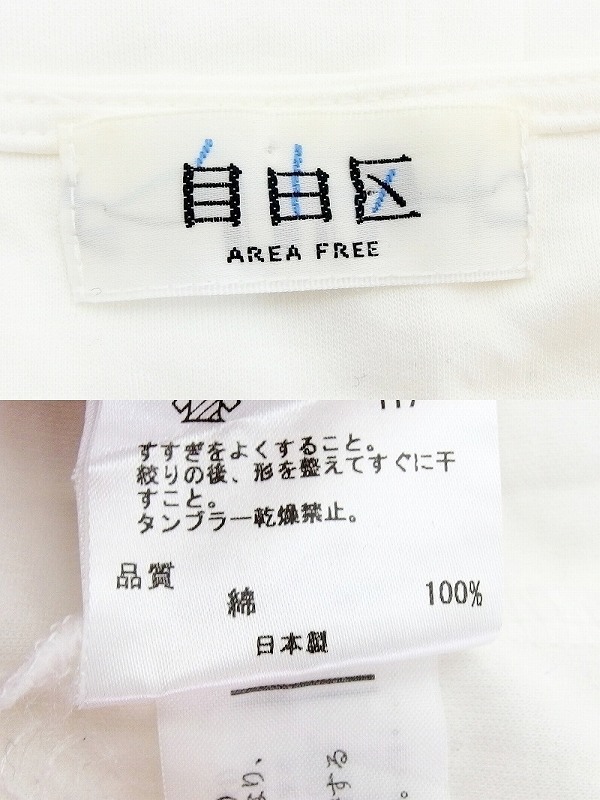 自由区
AREA FREE
すすぎをよくすること。
絞りの後、形を整えてすぐに干
すこと。
タンブラー乾燥禁止。
品質
綿 100%
日本製